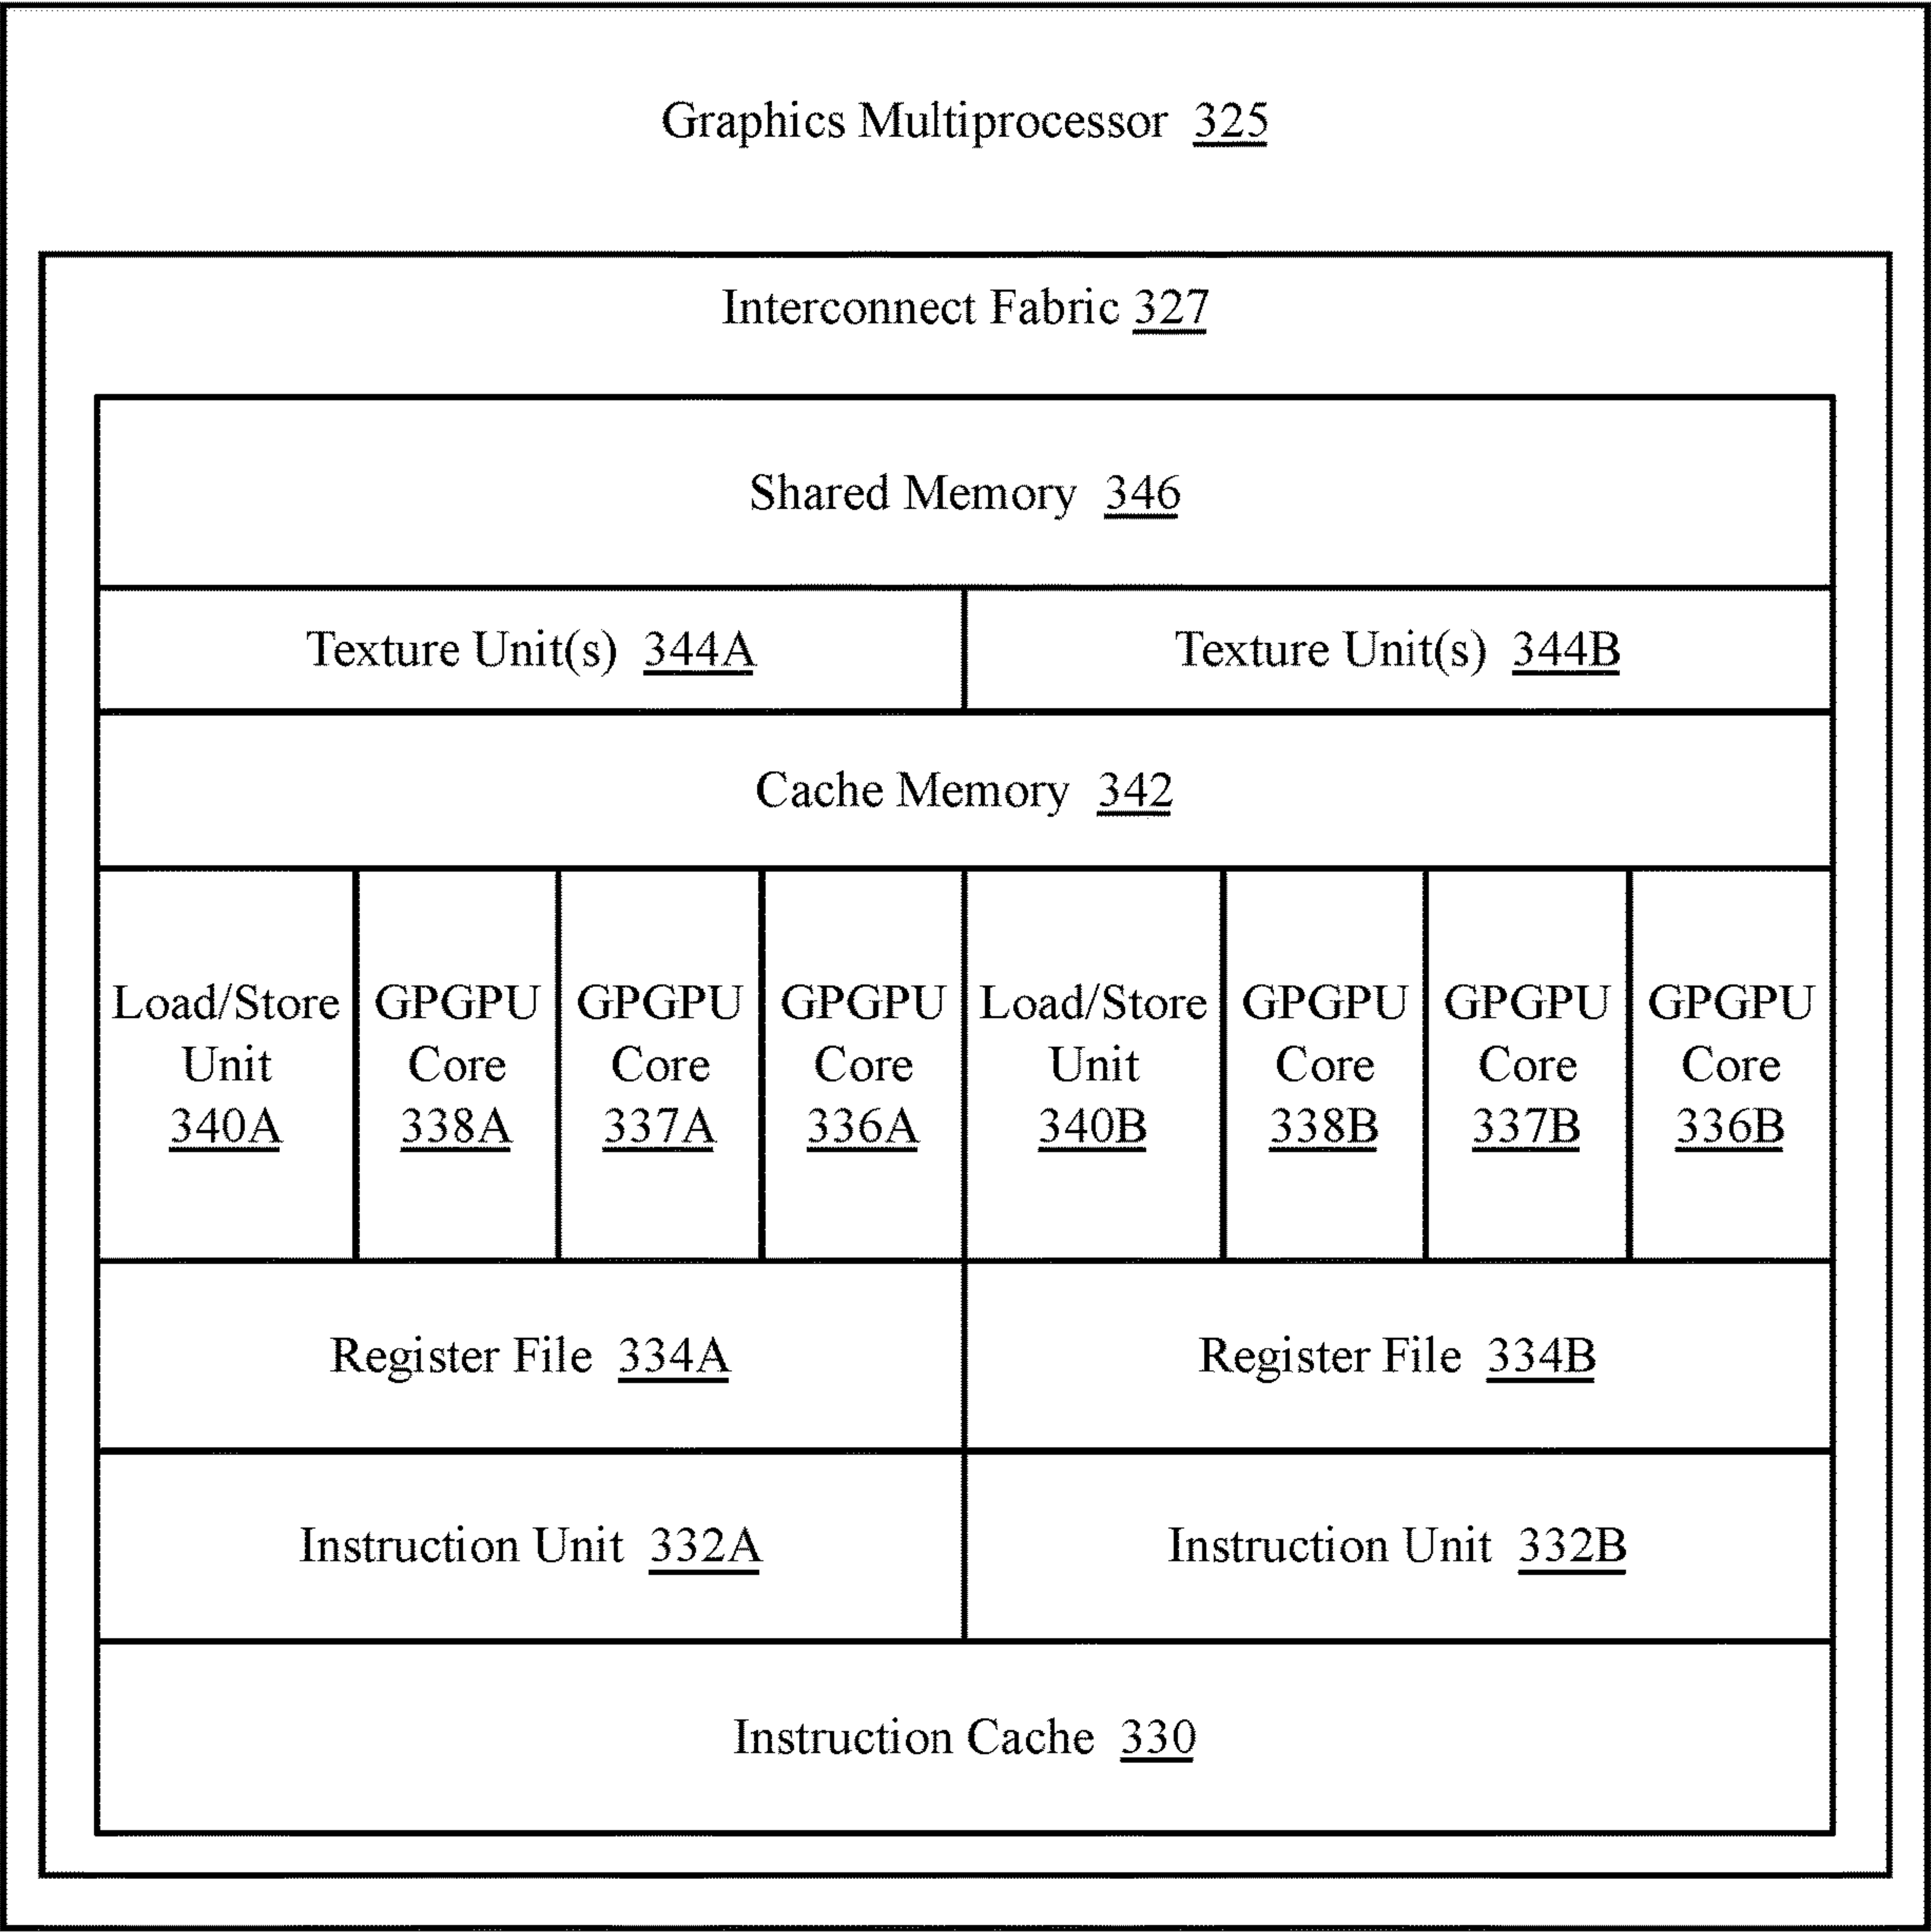 Graphics Multiprocessor 325
Interconnect Fabric 327
Shared Memory 346
Texture Unit(s) 344A
Texture Unit(s) 344B
Cache Memory 342
Load/Store
Unit
340A
GPGPU
Core
338A
GPGPU
Core
337A
GPGPU
Core
336A
Load/Store
Unit
340B
GPGPU
Core
338B
GPGPU
Core
337B
GPGPU
Core
336B
Register File 334A
Register File 334B
Instruction Unit 332A
Instruction Unit 332B
Instruction Cache 330